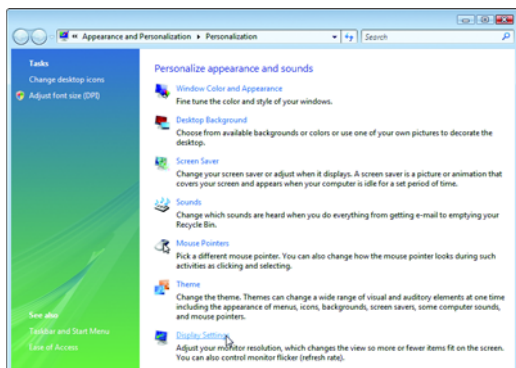 « Appearance and Personalization ▸ Personalization
Search
Tasks
Change desktop icons
Adjust font size (DPI)
See also
Taskbar and Start Menu
Ease of Access
Personalize appearance and sounds
Window Color and Appearance
Fine tune the color and style of your windows.
Desktop Background
Choose from available backgrounds or colors or use one of your own pictures to decorate the
desktop.
Screen Saver
Change your screen saver or adjust when it displays. A screen saver is a picture or animation that
covers your screen and appears when your computer is idle for a set period of time.
Sounds
Change which sounds are heard when you do everything from getting e-mail to emptying your
Recycle Bin.
Mouse Pointers
Pick a different mouse pointer. You can also change how the mouse pointer looks during such
activities as clicking and selecting.
Theme
Change the theme. Themes can change a wide range of visual and auditory elements at one time
including the appearance of menus, icons, backgrounds, screen savers, some computer sounds,
and mouse pointers.
Display Settings
Adjust your monitor resolution, which changes the view so more or fewer items fit on the screen.
You can also control monitor flicker (refresh rate).